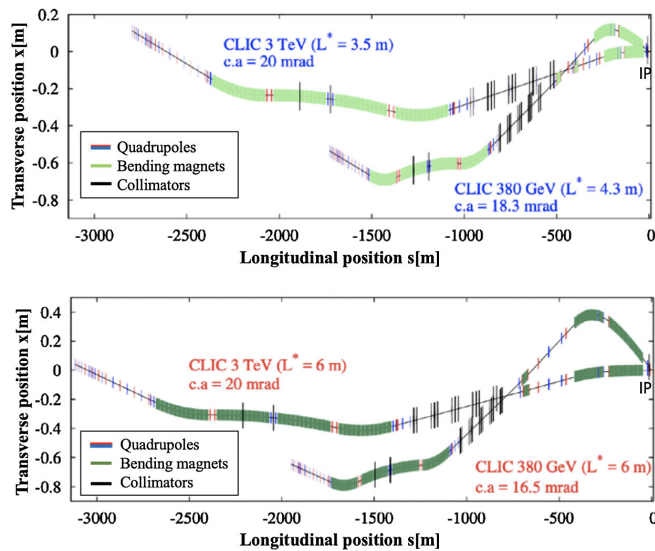 0.2
0
-0.2
-0.4
-0.6
-0.8
Transverse position x[m]
CLIC 3 TeV (L* = 3.5 m)
c.a = 20 mrad
IP
Quadrupoles
Bending magnets
Collimators
CLIC 380 GeV (L* = 4.3 m)
c.a = 18.3 mrad
-3000 -2500 -2000 -1500 -1000 -500 0
Longitudinal position s[m]
0.4
0.2
0
-0.2
-0.4
-0.6
-0.8
Transverse position x[m]
CLIC 3 TeV (L* = 6 m)
c.a = 20 mrad
IP
Quadrupoles
Bending magnets
Collimators
CLIC 380 GeV (L* = 6 m)
c.a = 16.5 mrad
-3000 -2500 -2000 -1500 -1000 -500 0
Longitudinal position s[m]